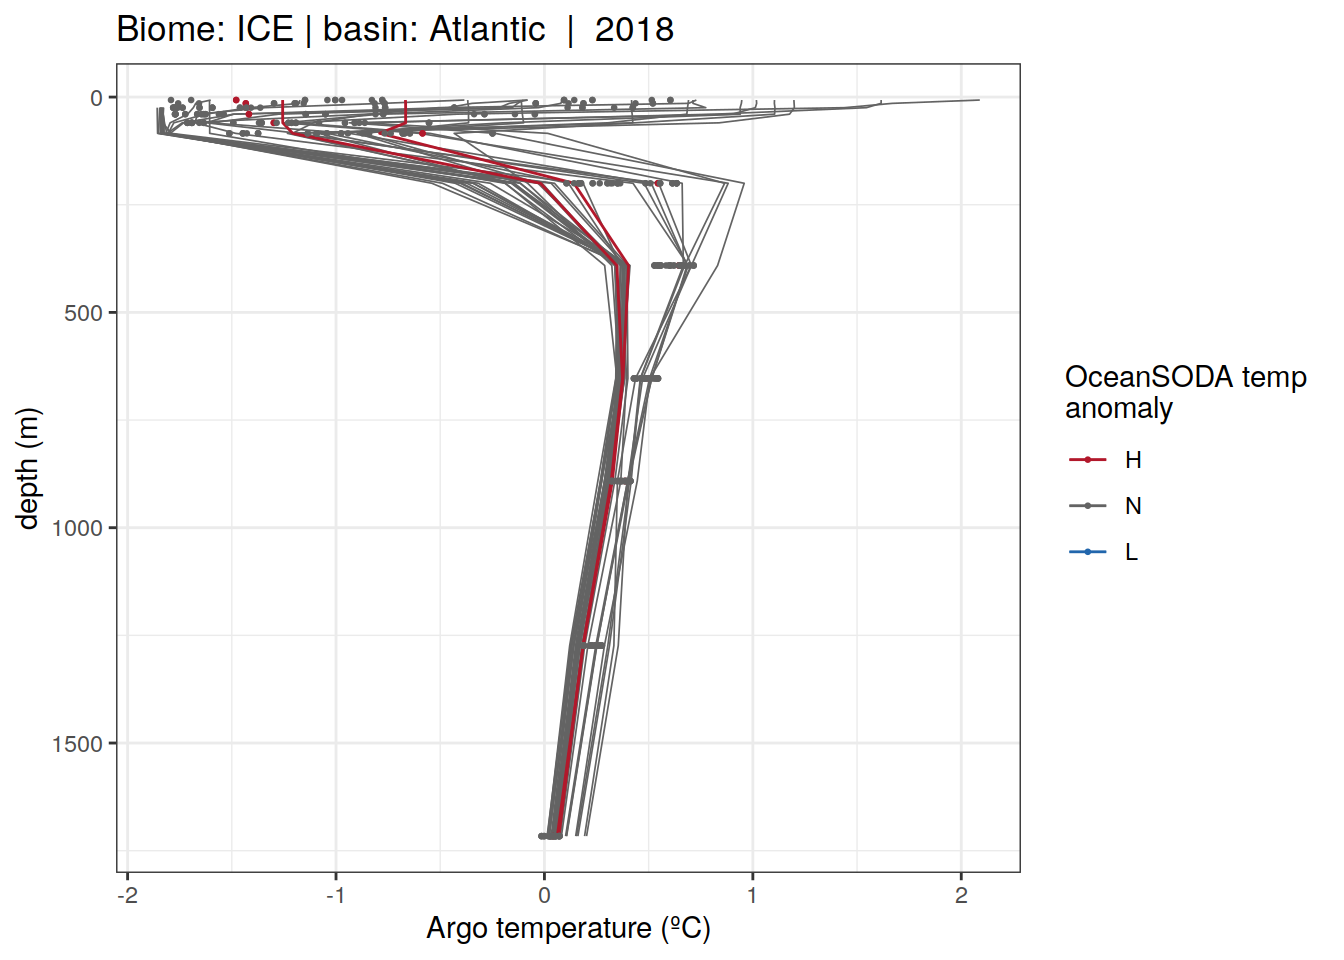 Biome: ICE | basin: Atlantic  |  2018
0
500
1000
1500
depth (m)
-2
-1
0
1
2
Argo temperature (ºC)
OceanSODA temp
anomaly
H
N
L